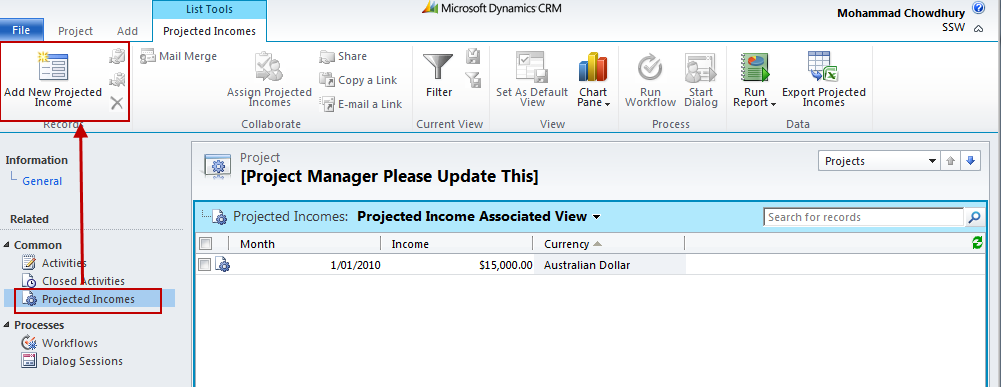 List Tools
Microsoft Dynamics CRM
Mohammad Chowdhury
SSW
File
Project
Add
Projected Incomes
Add New Projected
Income
Records
Mail Merge
Assign Projected
Incomes
Share
Copy a Link
E-mail a Link
Collaborate
Filter
Current View
Set As Default
View
Chart
Pane
View
Run
Workflow
Start
Dialog
Process
Run
Report
Export Projected
Incomes
Data
Information
General
Related
Common
Activities
Closed Activities
Projected Incomes
Processes
Workflows
Dialog Sessions
Project
[Project Manager Please Update This]
Projects
Projected Incomes: Projected Income Associated View
Search for records
Month Income Currency
1/01/2010 $15,000.00 Australian Dollar